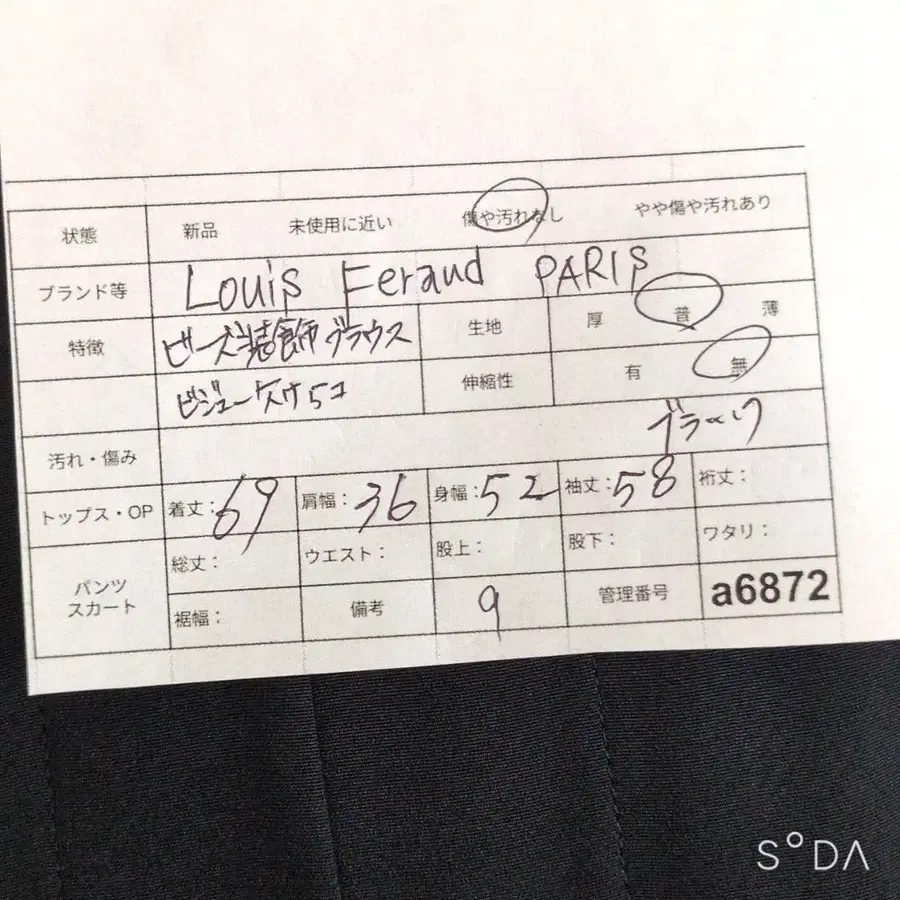 状態 新品 未使用に近い 傷や汚れなし やや傷や汚れあり
ブランド等 Louis Feraud PARIS
特徴 ビーズ装飾ブラウス 生地 厚 普 薄
ビジュー欠け5コ 伸縮性 有 無
汚れ・傷み ブラック
トップス・OP 着丈：69 肩幅：36 身幅：52 袖丈：58 裄丈：
パンツ スカート 総丈： ウエスト： 股上： 股下： ワタリ：
裾幅： 備考 9 管理番号 a6872
SODA